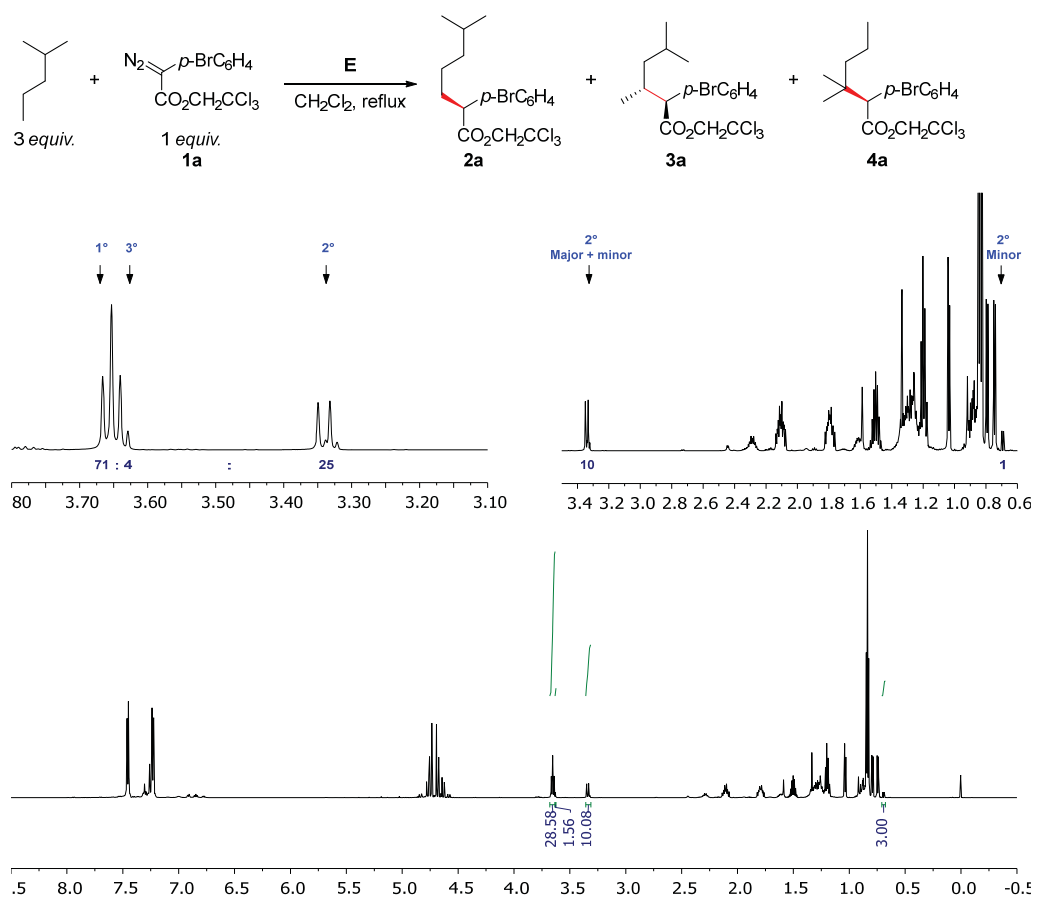 N₂
p-BrC₆H₄
CO₂CH₂CCl₃
+
E
CH₂Cl₂, reflux
p-BrC₆H₄
CO₂CH₂CCl₃
+
p-BrC₆H₄
CO₂CH₂CCl₃
+
p-BrC₆H₄
CO₂CH₂CCl₃
3 equiv.
1 equiv.
1a
2a
3a
4a
1° 3° 2°
71 : 4 : 25
80 3.70 3.60 3.50 3.40 3.30 3.20 3.10
2°
Major + minor
2°
Minor
10 1
3.4 3.2 3.0 2.8 2.6 2.4 2.2 2.0 1.8 1.6 1.4 1.2 1.0 0.8 0.6
28.58
1.56
10.08
3.00
.5 8.0 7.5 7.0 6.5 6.0 5.5 5.0 4.5 4.0 3.5 3.0 2.5 2.0 1.5 1.0 0.5 0.0 -0.5